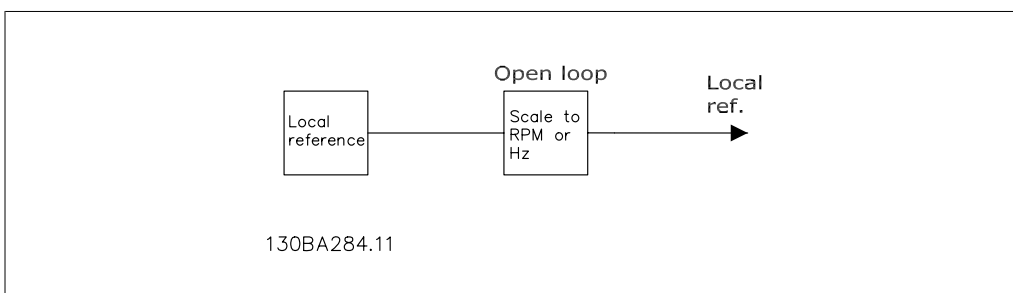 Open loop
Local
ref.
Local
reference
Scale to
RPM or
Hz
130BA284.11